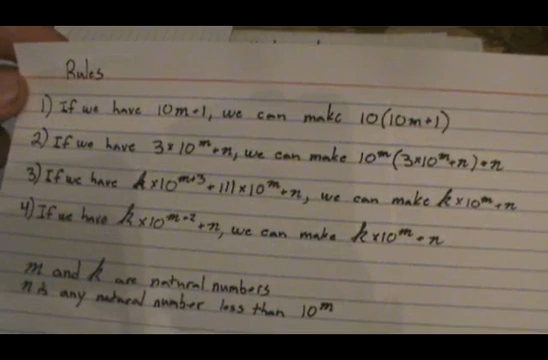 Rules
1) If we have 10m+1, we can make 10(10m+1)
2) If we have 3×10^m+n, we can make 10^m(3×10^m+n)+n
3) If we have k×10^m+3+111×10^m+n, we can make k×10^m+n
4) If we have k×10^m+2+n, we can make k×10^m+n
m and k are natural numbers
n is any natural number less than 10^m